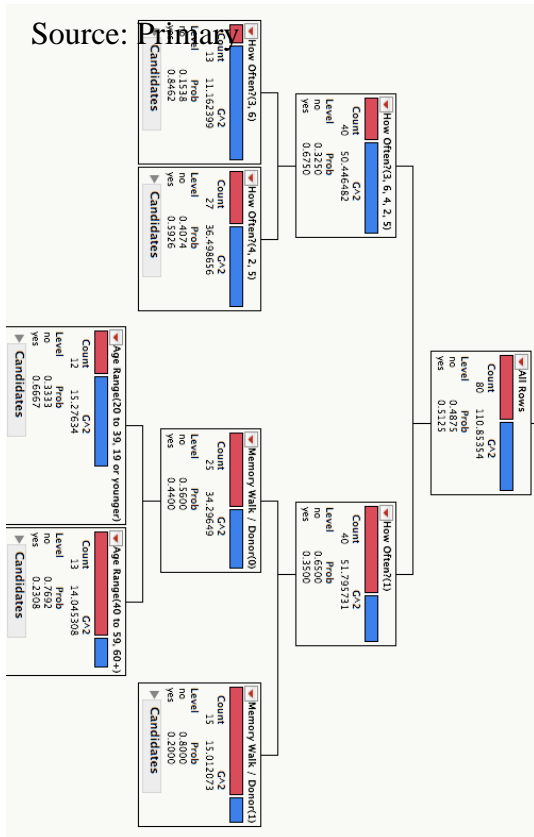 Source: Primary
All Rows
Count G^2
80 110.85354
Level Prob
no 0.4875
yes 0.5125
How Often?(3, 6, 4, 2, 5)
Count G^2
40 50.446482
Level Prob
no 0.3250
yes 0.6750
How Often?(1)
Count G^2
40 51.795731
Level Prob
no 0.6500
yes 0.3500
How Often?(3, 6)
Count G^2
13 11.162399
Level Prob
no 0.1538
yes 0.8462
Candidates
How Often?(4, 2, 5)
Count G^2
27 36.498656
Level Prob
no 0.4074
yes 0.5926
Candidates
Memory Walk / Donor(0)
Count G^2
25 34.29649
Level Prob
no 0.5600
yes 0.4400
Memory Walk / Donor(1)
Count G^2
15 15.012073
Level Prob
no 0.8000
yes 0.2000
Candidates
Age Range(20 to 39, 19 or younger)
Count G^2
12 15.27634
Level Prob
no 0.3333
yes 0.6667
Candidates
Age Range(40 to 59, 60+)
Count G^2
13 14.045308
Level Prob
no 0.7692
yes 0.2308
Candidates